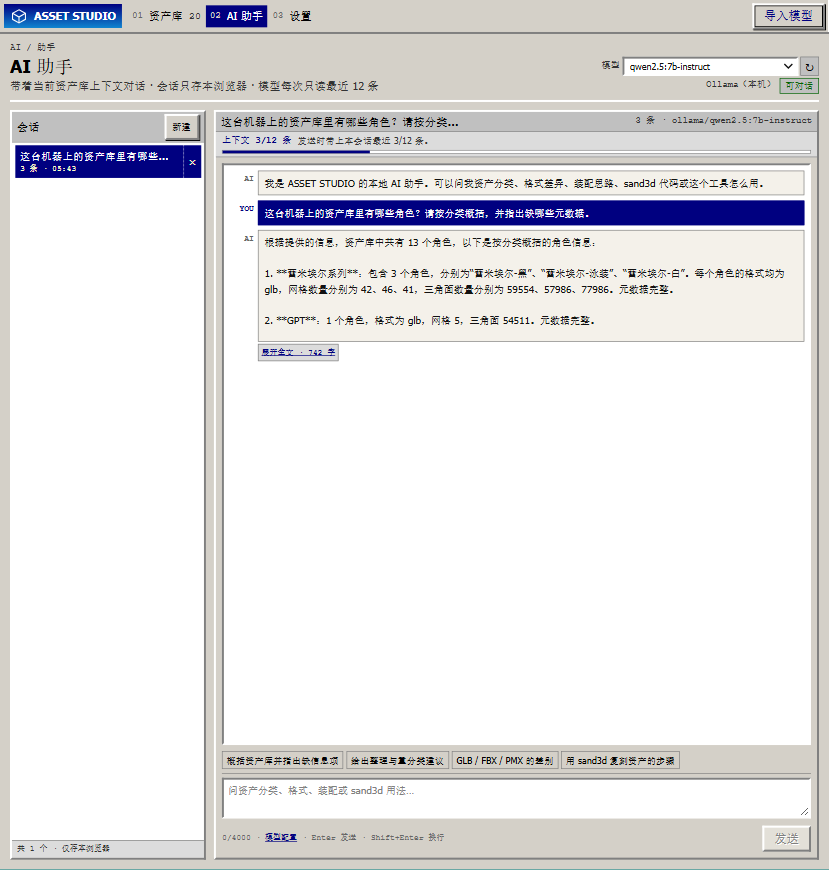 ASSET STUDIO 01 资产库 20 02 AI 助手 03 设置 导入模型
AI / 助手
AI 助手
模型 qwen2.5:7b-instruct ↻
带着当前资产库上下文对话 · 会话只存本浏览器 · 模型每次只读最近 12 条
Ollama（本机） 可对话
会话 新建
这台机器上的资产库里有哪些... ×
3 条 · 05:43
共 1 个 · 仅存本浏览器
这台机器上的资产库里有哪些角色？请按分类... 3 条 · ollama/qwen2.5:7b-instruct
上下文 3/12 条 发送时带上本会话最近 3/12 条。
AI 我是 ASSET STUDIO 的本地 AI 助手。可以问我资产分类、格式差异、装配思路、sand3d 代码或这个工具怎么用。
YOU 这台机器上的资产库里有哪些角色？请按分类概括，并指出缺哪些元数据。
AI 根据提供的信息，资产库中共有 13 个角色，以下是按分类概括的角色信息：
1. **蕾米埃尔系列**：包含 3 个角色，分别为“蕾米埃尔-黑”、“蕾米埃尔-泳装”、“蕾米埃尔-白”。每个角色的格式均为
glb，网格数量分别为 42、46、41，三角面数量分别为 59554、57986、77986。元数据完整。
2. **GPT**：1 个角色，格式为 glb，网格 5，三角面 54511。元数据完整。
展开全文 · 742 字
概括资产库并指出缺信息项 给出整理与重分类建议 GLB / FBX / PMX 的差别 用 sand3d 复刻资产的步骤
问资产分类、格式、装配或 sand3d 用法...
0/4000 · 模型配置 · Enter 发送 · Shift+Enter 换行 发送